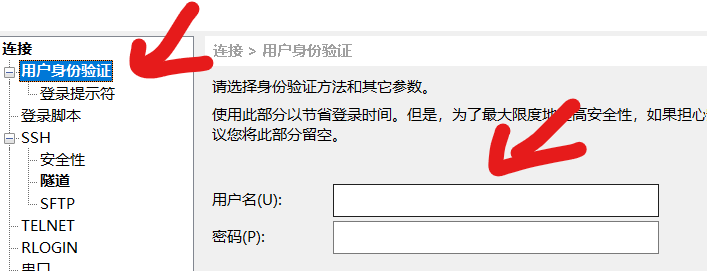 连接
用户身份验证
登录提示符
登录脚本
SSH
安全性
隧道
SFTP
TELNET
RLOGIN
连接 > 用户身份验证
请选择身份验证方法和其它参数。
使用此部分以节省登录时间。但是，为了最大限度地 高安全性，如果担心
议您将此部分留空。
用户名(U):
密码(P):